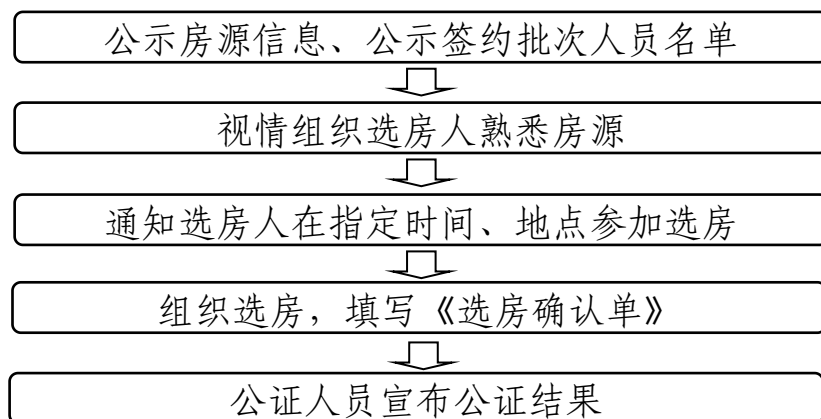 公示房源信息、公示签约批次人员名单
视情组织选房人熟悉房源
通知选房人在指定时间、地点参加选房
组织选房，填写《选房确认单》
公证人员宣布公证结果